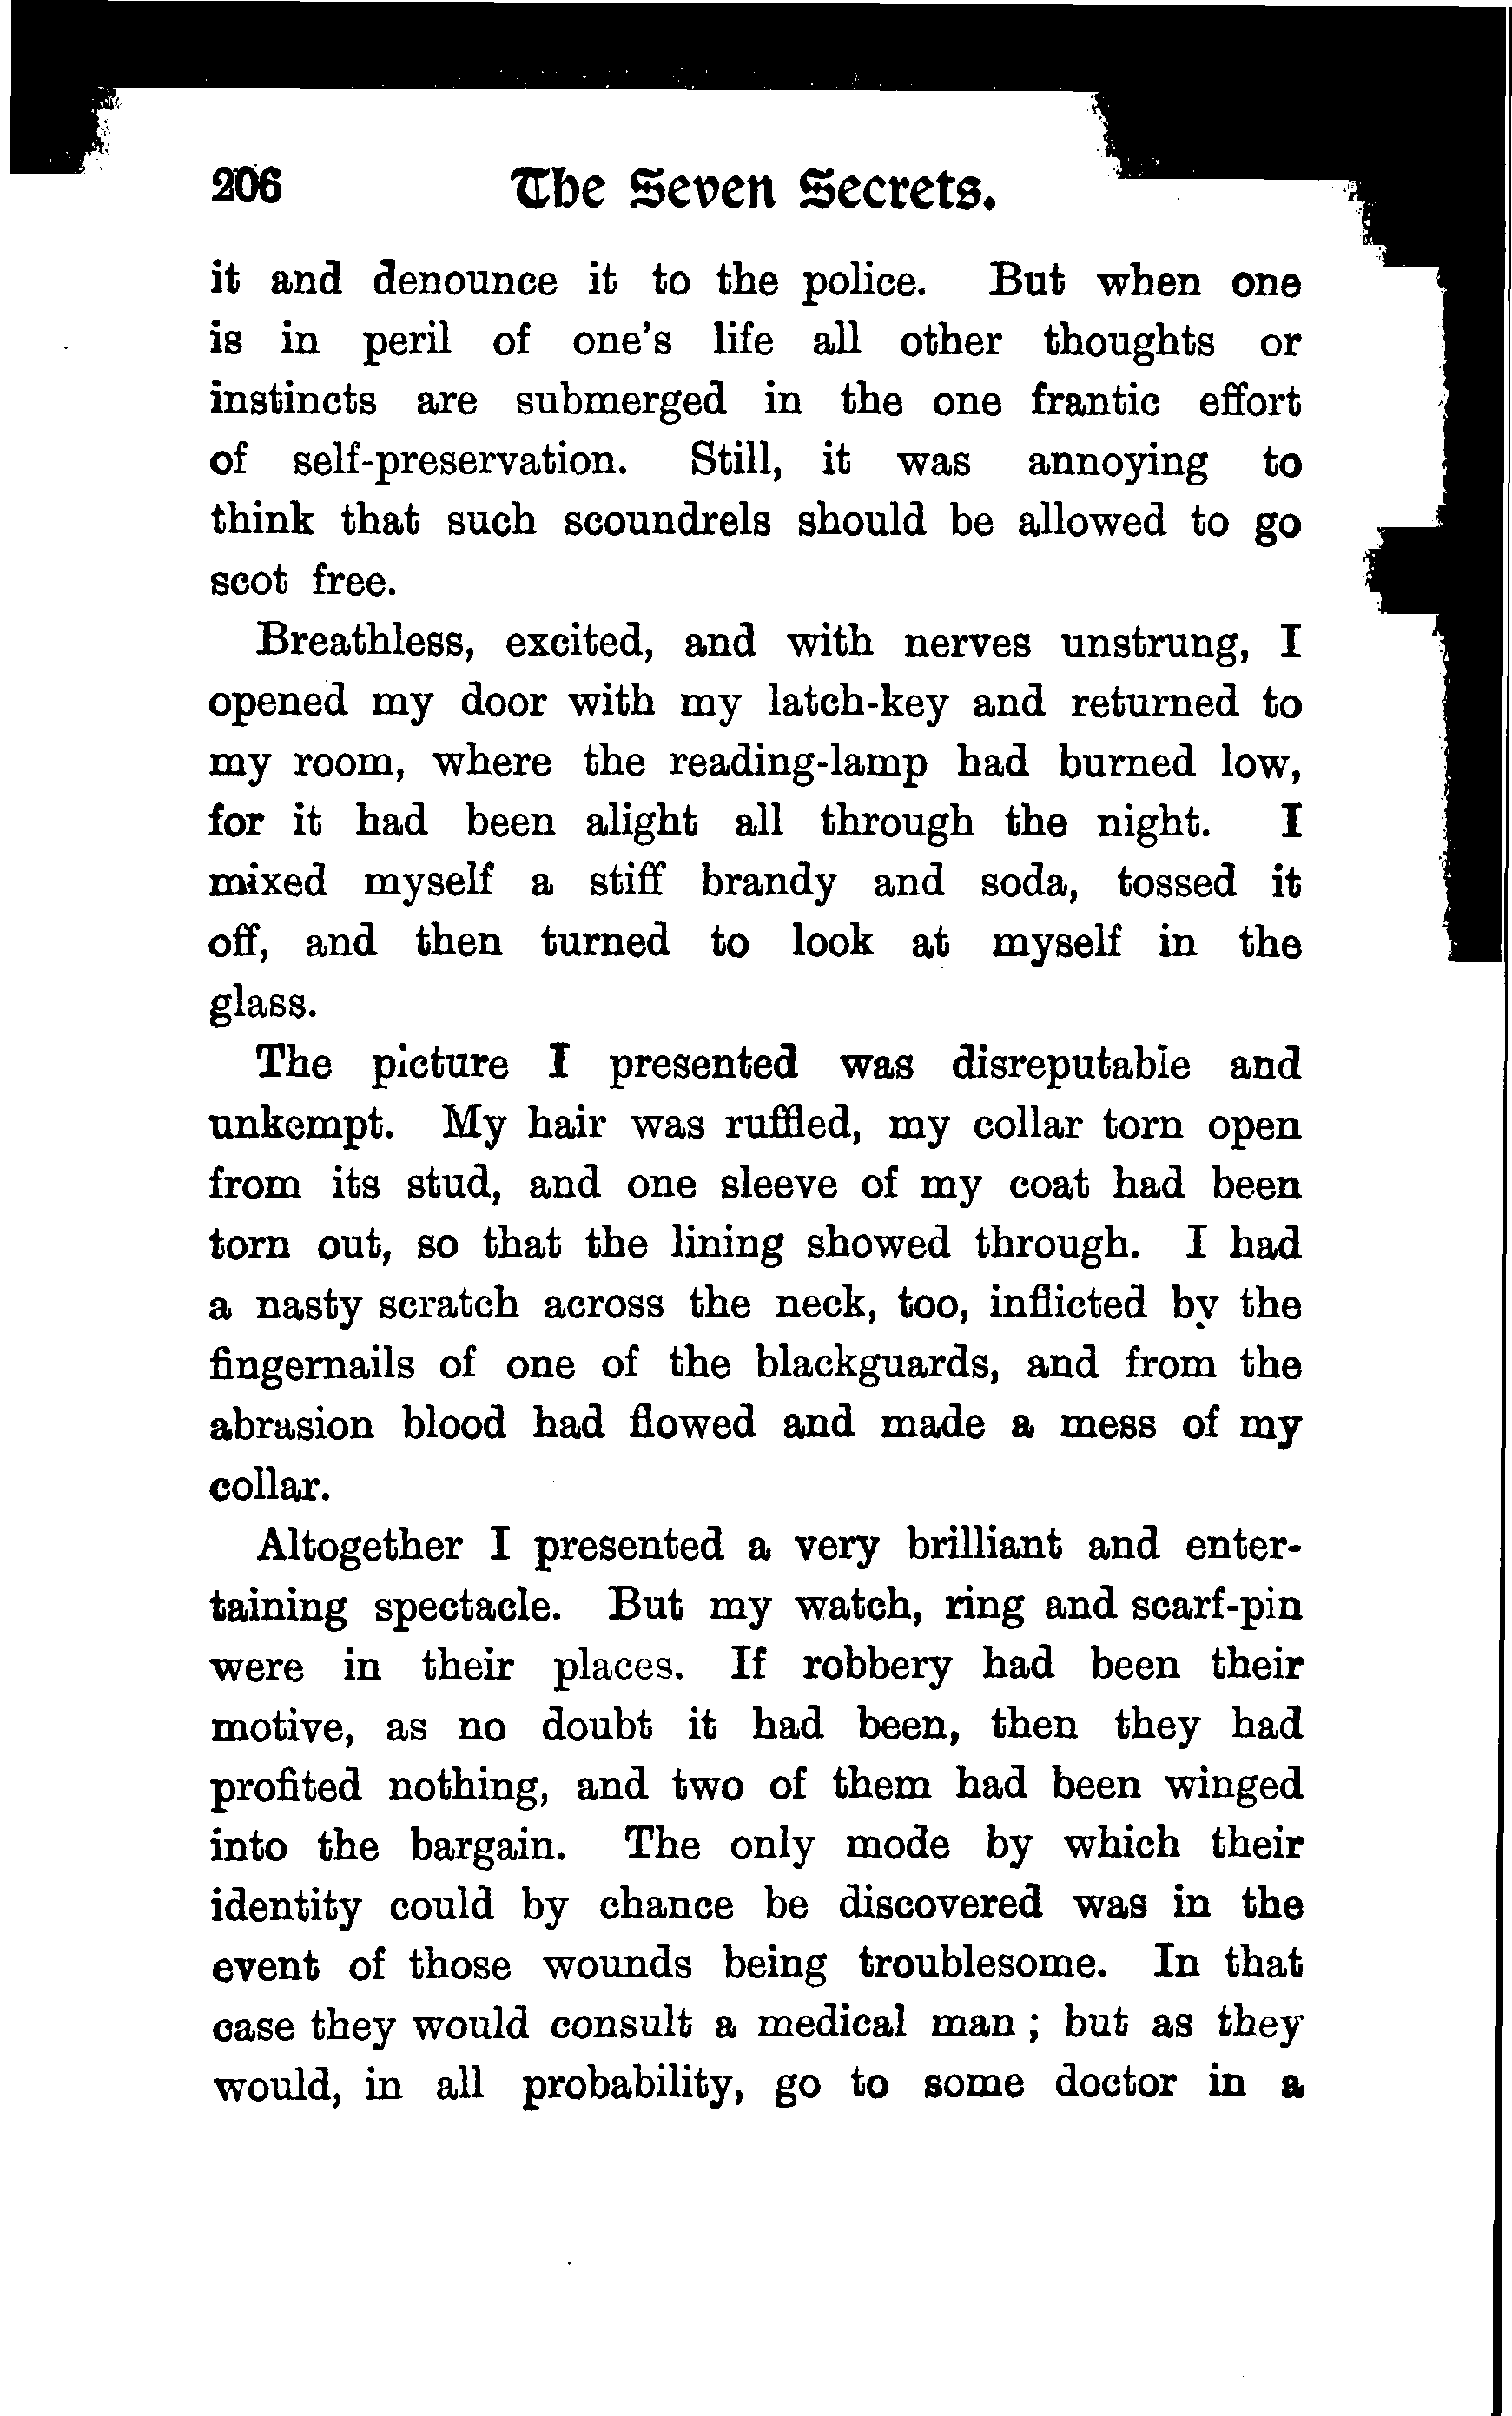 206 The Seven Secrets.
it and denounce it to the police. But when one
is in peril of one's life all other thoughts or
instincts are submerged in the one frantic effort
of self-preservation. Still, it was annoying to
think that such scoundrels should be allowed to go
scot free.
Breathless, excited, and with nerves unstrung, I
opened my door with my latch-key and returned to
my room, where the reading-lamp had burned low,
for it had been alight all through the night. I
mixed myself a stiff brandy and soda, tossed it
off, and then turned to look at myself in the
glass.
The picture I presented was disreputable and
unkempt. My hair was ruffled, my collar torn open
from its stud, and one sleeve of my coat had been
torn out, so that the lining showed through. I had
a nasty scratch across the neck, too, inflicted by the
fingernails of one of the blackguards, and from the
abrasion blood had flowed and made a mess of my
collar.
Altogether I presented a very brilliant and enter-
taining spectacle. But my watch, ring and scarf-pin
were in their places. If robbery had been their
motive, as no doubt it had been, then they had
profited nothing, and two of them had been winged
into the bargain. The only mode by which their
identity could by chance be discovered was in the
event of those wounds being troublesome. In that
case they would consult a medical man ; but as they
would, in all probability, go to some doctor in a